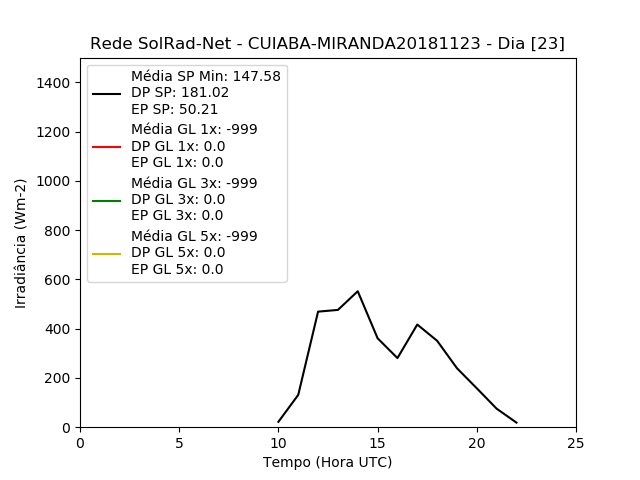 Rede SolRad-Net - CUIABA-MIRANDA20181123 - Dia [23]
Média SP Min: 147.58
DP SP: 181.02
EP SP: 50.21
Média GL 1x: -999
DP GL 1x: 0.0
EP GL 1x: 0.0
Média GL 3x: -999
DP GL 3x: 0.0
EP GL 3x: 0.0
Média GL 5x: -999
DP GL 5x: 0.0
EP GL 5x: 0.0
Irradiância (Wm-2)
1400
1200
1000
800
600
400
200
0
0 5 10 15 20 25
Tempo (Hora UTC)